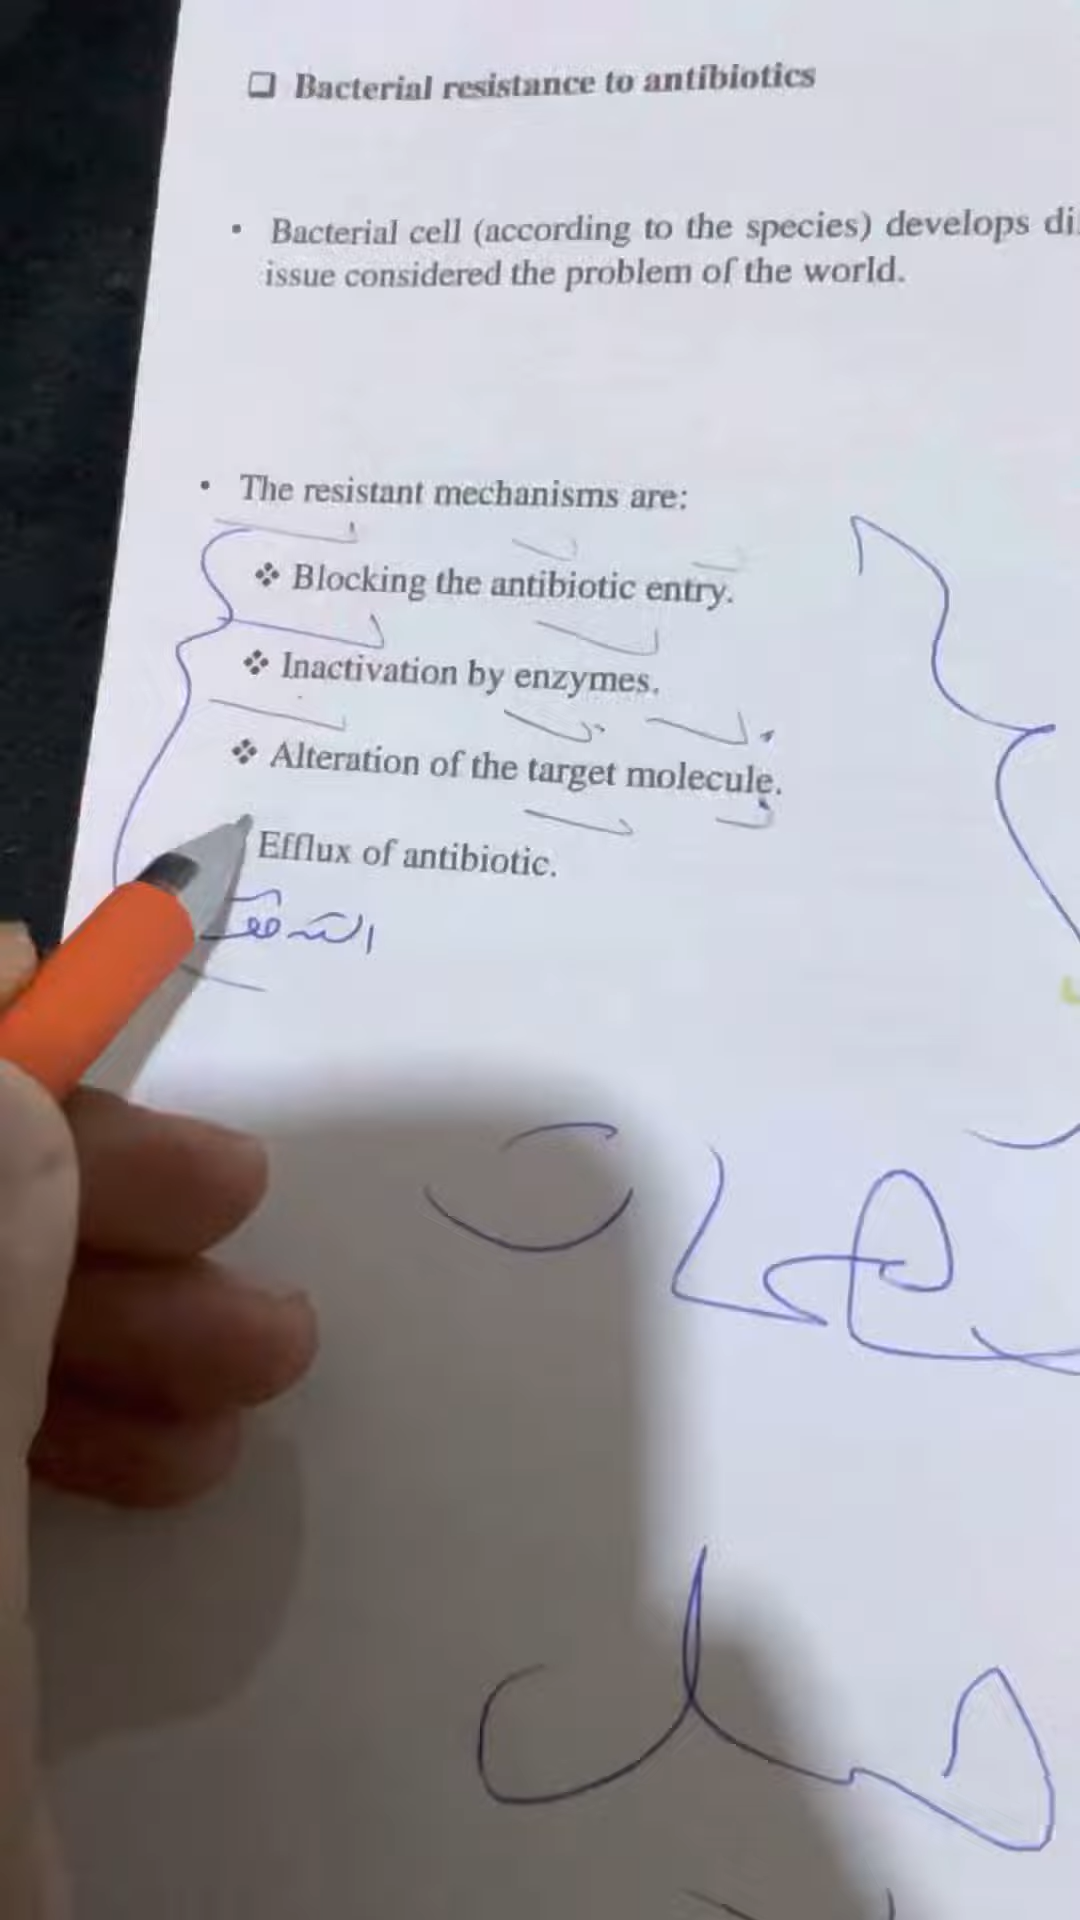 ❑ Bacterial resistance to antibiotics
• Bacterial cell (according to the species) develops di
issue considered the problem of the world.
• The resistant mechanisms are:
❖ Blocking the antibiotic entry.
❖ Inactivation by enzymes.
❖ Alteration of the target molecule.
Efflux of antibiotic.